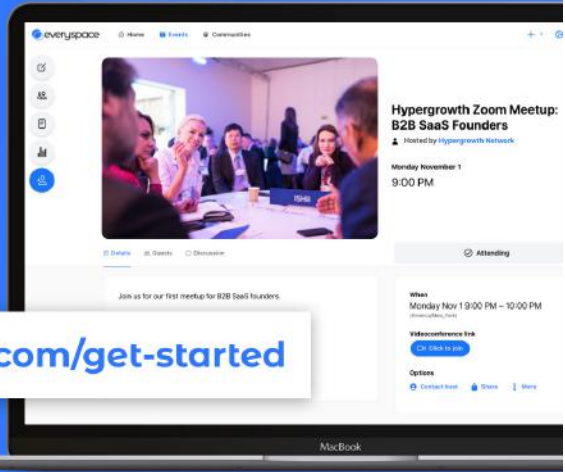 everyspace
Home Events Communities
Hypergrowth Zoom Meetup:
B2B SaaS Founders
Hosted by Hypergrowth Network
Monday November 1
9:00 PM
ISHII
Details Guests Discussion
Attending
Join us for our first meetup for B2B SaaS founders.
When
Monday Nov 1 9:00 PM – 10:00 PM
(America/New_York)
Videoconference link
Click to join
.com/get-started
Options
Contact host Share More
MacBook